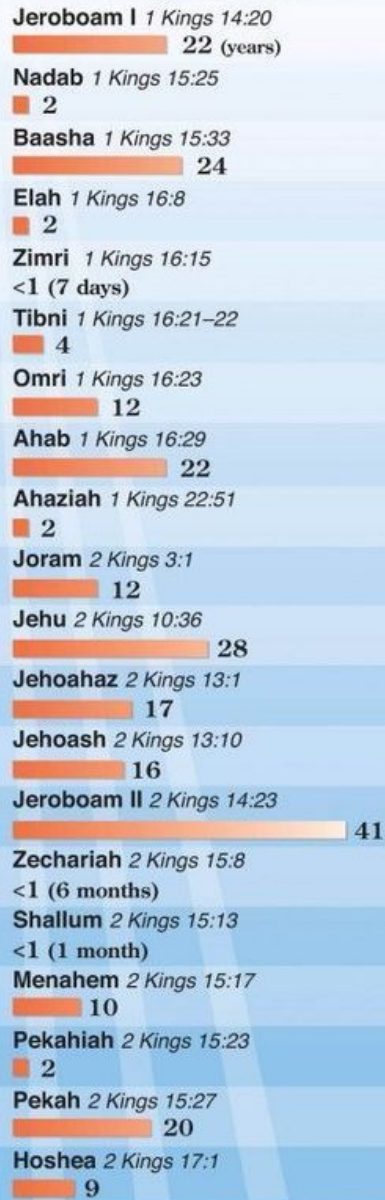 Jeroboam I 1 Kings 14:20
22 (years)
Nadab 1 Kings 15:25
2
Baasha 1 Kings 15:33
24
Elah 1 Kings 16:8
2
Zimri 1 Kings 16:15
<1 (7 days)
Tibni 1 Kings 16:21–22
4
Omri 1 Kings 16:23
12
Ahab 1 Kings 16:29
22
Ahaziah 1 Kings 22:51
2
Joram 2 Kings 3:1
12
Jehu 2 Kings 10:36
28
Jehoahaz 2 Kings 13:1
17
Jehoash 2 Kings 13:10
16
Jeroboam II 2 Kings 14:23
41
Zechariah 2 Kings 15:8
<1 (6 months)
Shallum 2 Kings 15:13
<1 (1 month)
Menahem 2 Kings 15:17
10
Pekahiah 2 Kings 15:23
2
Pekah 2 Kings 15:27
20
Hoshea 2 Kings 17:1
9